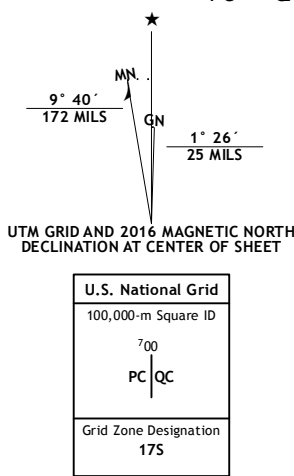 ★
MN
9° 40´
172 MILS
GN
1° 26´
25 MILS
UTM GRID AND 2016 MAGNETIC NORTH
DECLINATION AT CENTER OF SHEET
U.S. National Grid
100,000-m Square ID
⁷00
PC QC
Grid Zone Designation
17S